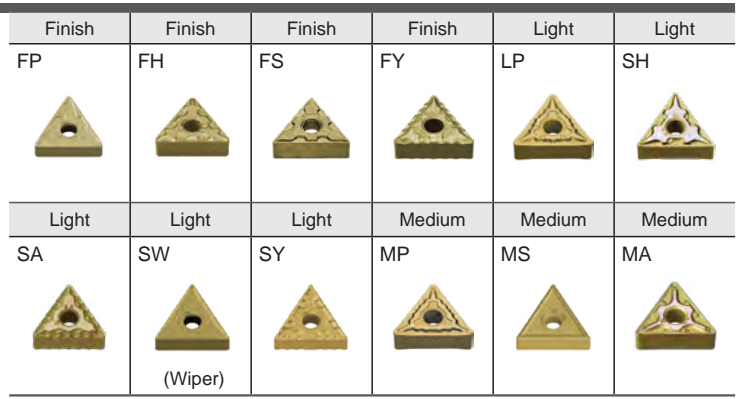 Finish Finish Finish Finish Light Light
FP FH FS FY LP SH
Light Light Light Medium Medium Medium
SA SW SY MP MS MA
(Wiper)